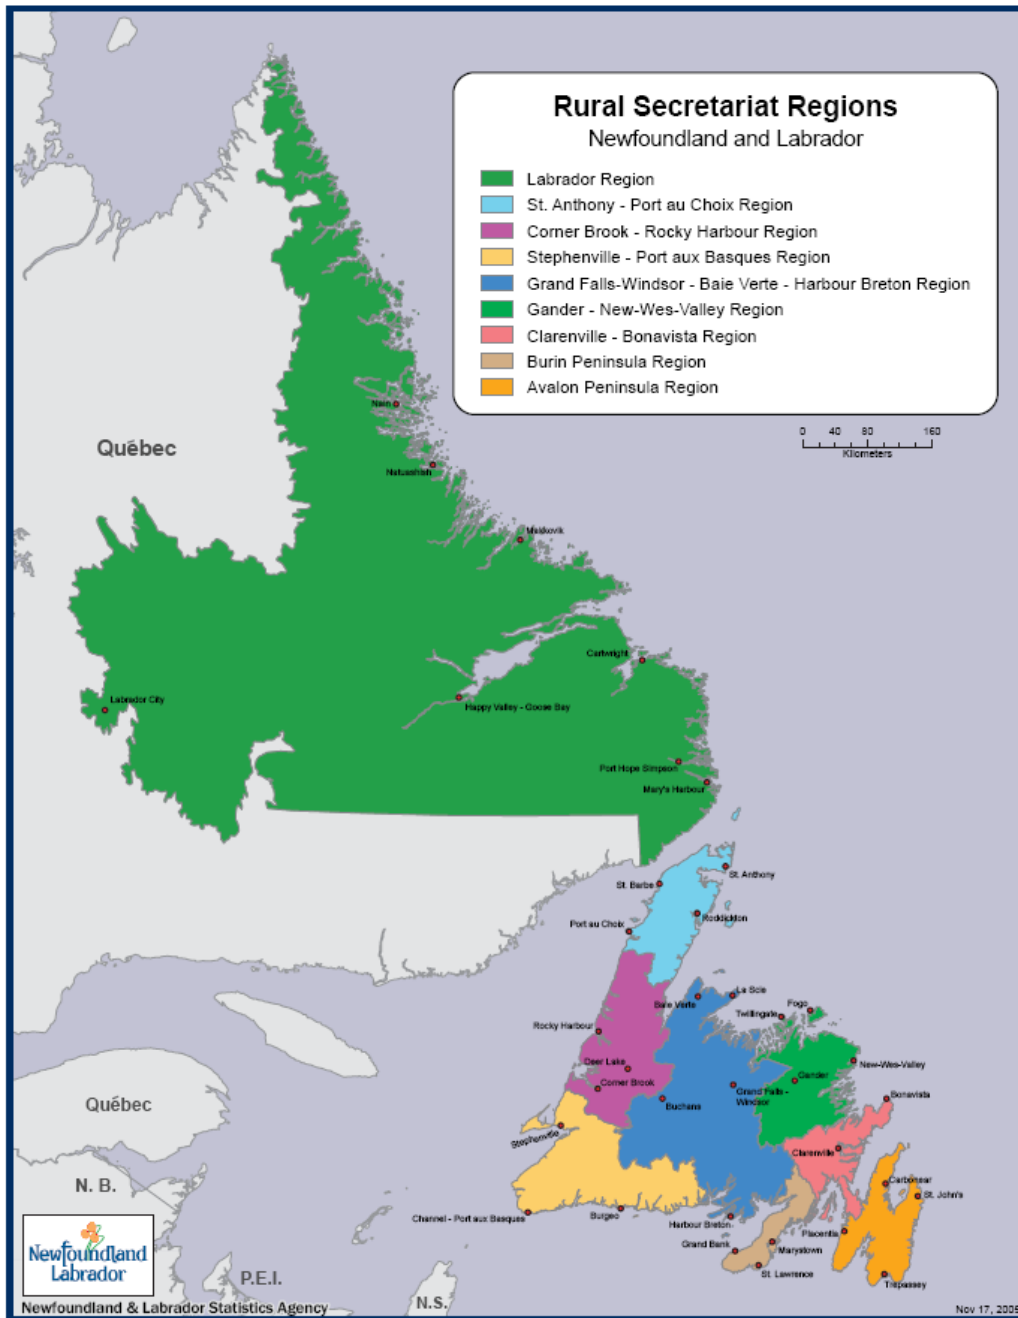 Rural Secretariat Regions
Newfoundland and Labrador
Labrador Region
St. Anthony - Port au Choix Region
Corner Brook - Rocky Harbour Region
Stephenville - Port aux Basques Region
Grand Falls-Windsor - Baie Verte - Harbour Breton Region
Gander - New-Wes-Valley Region
Clarenville - Bonavista Region
Burin Peninsula Region
Avalon Peninsula Region
0 40 80 160
Kilometers
Nain
Québec
Natuashish
Makkovik
Cartwright
Labrador City
Happy Valley - Goose Bay
Port Hope Simpson
Mary's Harbour
St. Anthony
St. Barbe
Roddickton
Port au Choix
La Scie
Baie Verte
Fogo
Twillingate
Rocky Harbour
New-Wes-Valley
Deer Lake
Gander
Corner Brook
Grand Falls -
Windsor
Buchans
Bonavista
Québec
Stephenville
Clarenville
Carbonear
N. B.
St. John's
Channel - Port aux Basques
Burgeo
Harbour Breton
Placentia
Grand Bank
Marystown
St. Lawrence
Trepassey
Newfoundland
Labrador
P.E.I.
N.S.
Newfoundland & Labrador Statistics Agency
Nov 17, 2005